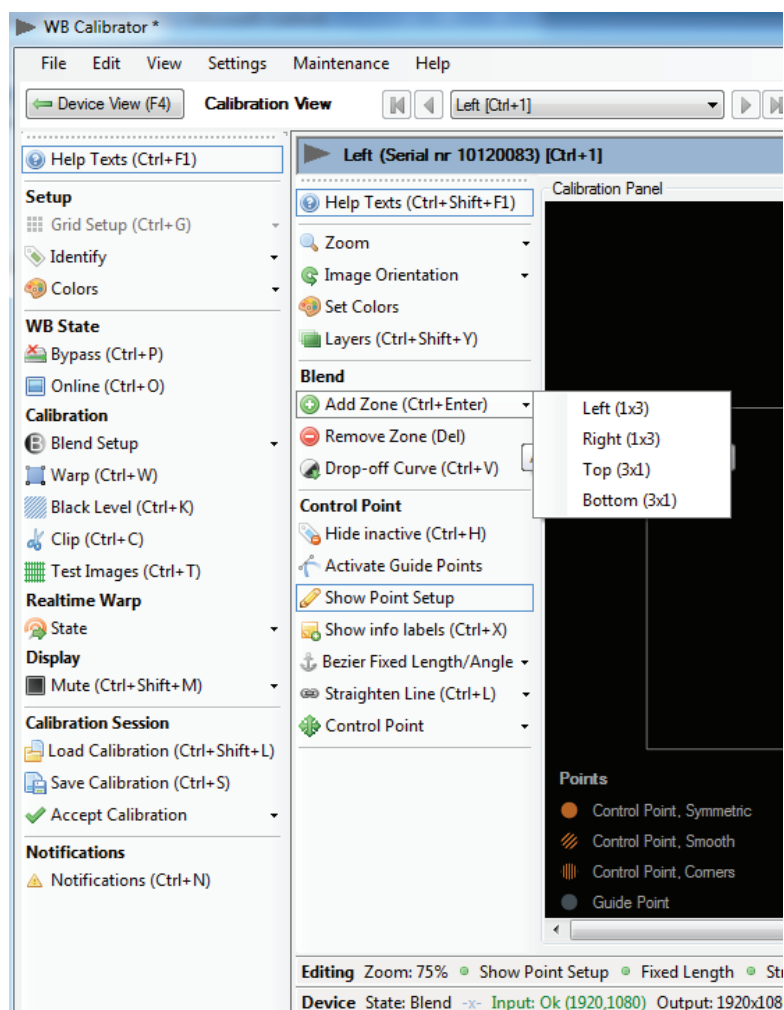 WB Calibrator *
File Edit View Settings Maintenance Help
Device View (F4) Calibration View Left [Ctrl+1]
Help Texts (Ctrl+F1)
Setup
Grid Setup (Ctrl+G)
Identify
Colors
WB State
Bypass (Ctrl+P)
Online (Ctrl+O)
Calibration
Blend Setup
Warp (Ctrl+W)
Black Level (Ctrl+K)
Clip (Ctrl+C)
Test Images (Ctrl+T)
Realtime Warp
State
Display
Mute (Ctrl+Shift+M)
Calibration Session
Load Calibration (Ctrl+Shift+L)
Save Calibration (Ctrl+S)
Accept Calibration
Notifications
Notifications (Ctrl+N)
Left (Serial nr 10120083) [Ctrl+1]
Help Texts (Ctrl+Shift+F1)
Zoom
Image Orientation
Set Colors
Layers (Ctrl+Shift+Y)
Blend
Add Zone (Ctrl+Enter)
Remove Zone (Del)
Drop-off Curve (Ctrl+V)
Control Point
Hide inactive (Ctrl+H)
Activate Guide Points
Show Point Setup
Show info labels (Ctrl+X)
Bezier Fixed Length/Angle
Straighten Line (Ctrl+L)
Control Point
Calibration Panel
Left (1x3)
Right (1x3)
Top (3x1)
Bottom (3x1)
Points
Control Point, Symmetric
Control Point, Smooth
Control Point, Corners
Guide Point
Editing Zoom: 75% Show Point Setup Fixed Length
Device State: Blend -x- Input: Ok (1920,1080) Output: 1920x108